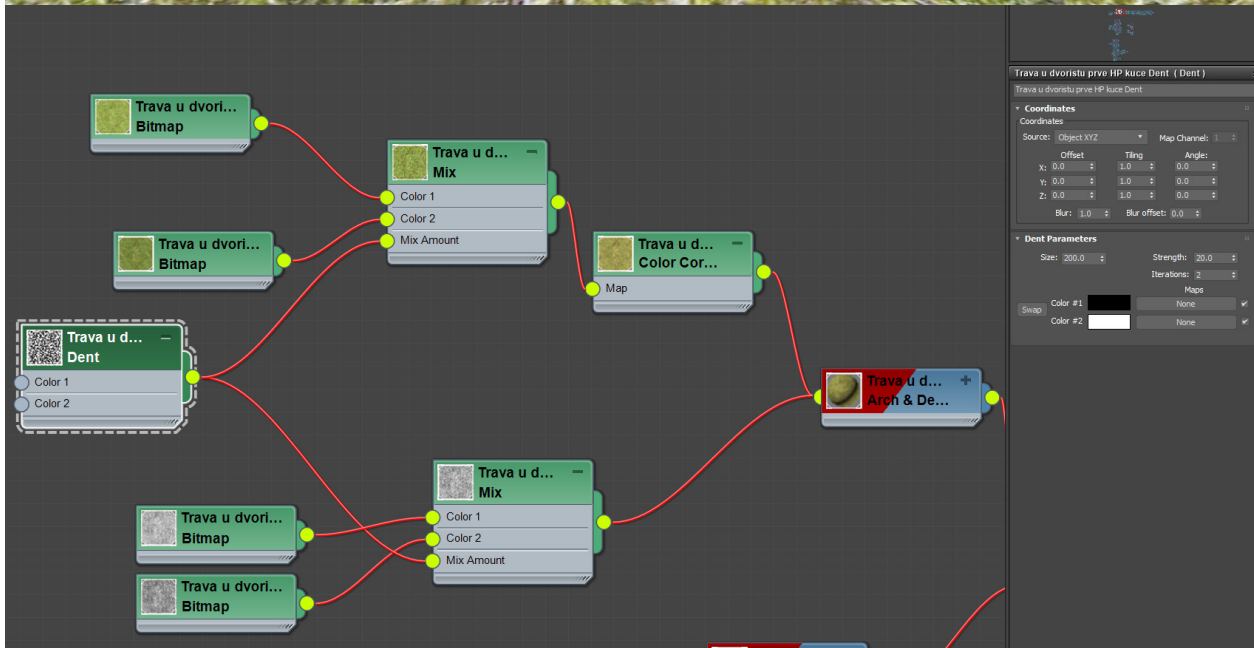 Trava u dvori...
Bitmap
Trava u d...
Mix
Color 1
Color 2
Mix Amount
Trava u dvori...
Bitmap
Trava u d...
Color Cor...
Map
Trava u d...
Dent
Color 1
Color 2
Trava u d...
Arch & De...
Trava u d...
Mix
Color 1
Color 2
Mix Amount
Trava u dvori...
Bitmap
Trava u dvori...
Bitmap
Trava u dvoristu prve HP kuce Dent ( Dent )
Trava u dvoristu prve HP kuce Dent
Coordinates
Coordinates
Source: Object XYZ Map Channel: 1
Offset Tiling Angle:
X: 0.0 1.0 0.0
Y: 0.0 1.0 0.0
Z: 0.0 1.0 0.0
Blur: 1.0 Blur offset: 0.0
Dent Parameters
Size: 200.0 Strength: 20.0
Iterations: 2
Maps
Swap Color #1 None
Color #2 None